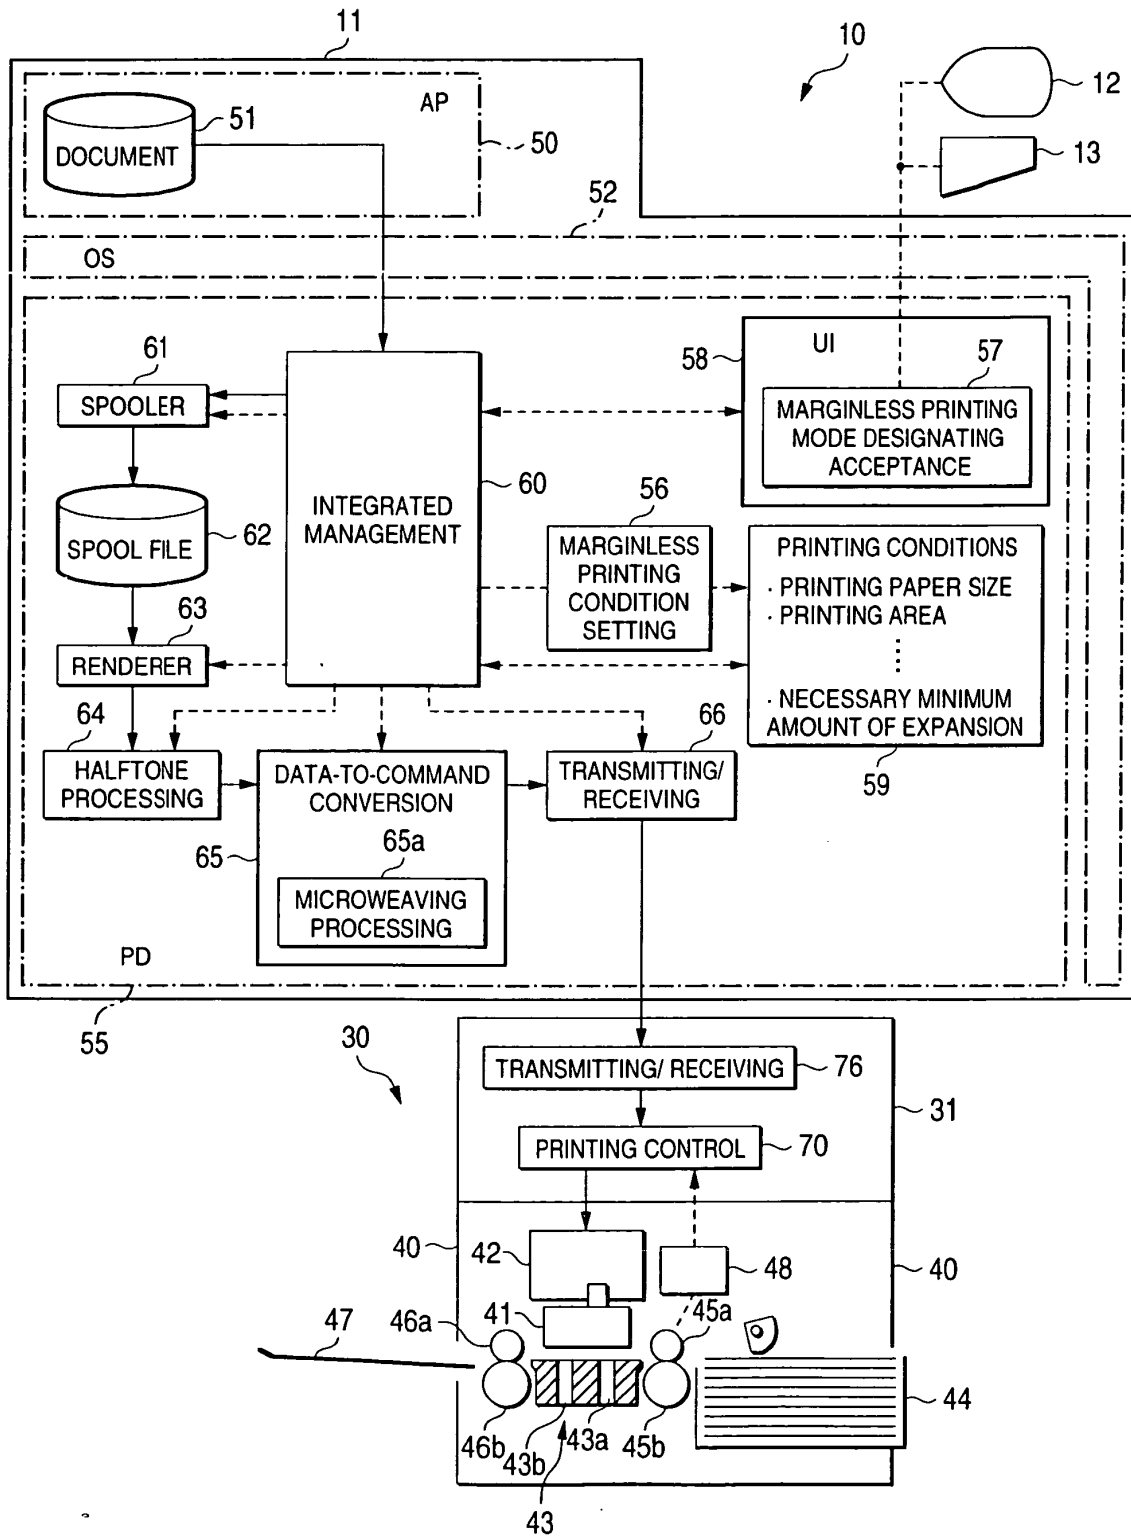 11
10
12
13
AP
51
DOCUMENT
50
52
OS
61
SPOOLER
58
UI
57
MARGINLESS PRINTING
MODE DESIGNATING
ACCEPTANCE
INTEGRATED
MANAGEMENT
60
56
MARGINLESS
PRINTING
CONDITION
SETTING
PRINTING CONDITIONS
· PRINTING PAPER SIZE
· PRINTING AREA
· NECESSARY MINIMUM
AMOUNT OF EXPANSION
59
SPOOL FILE
62
63
RENDERER
64
HALFTONE
PROCESSING
DATA-TO-COMMAND
CONVERSION
65
65a
MICROWEAVING
PROCESSING
66
TRANSMITTING/
RECEIVING
PD
55
30
TRANSMITTING/ RECEIVING
76
31
PRINTING CONTROL
70
40
42
48
40
41
46a
45a
47
44
46b
43b
43a
45b
43